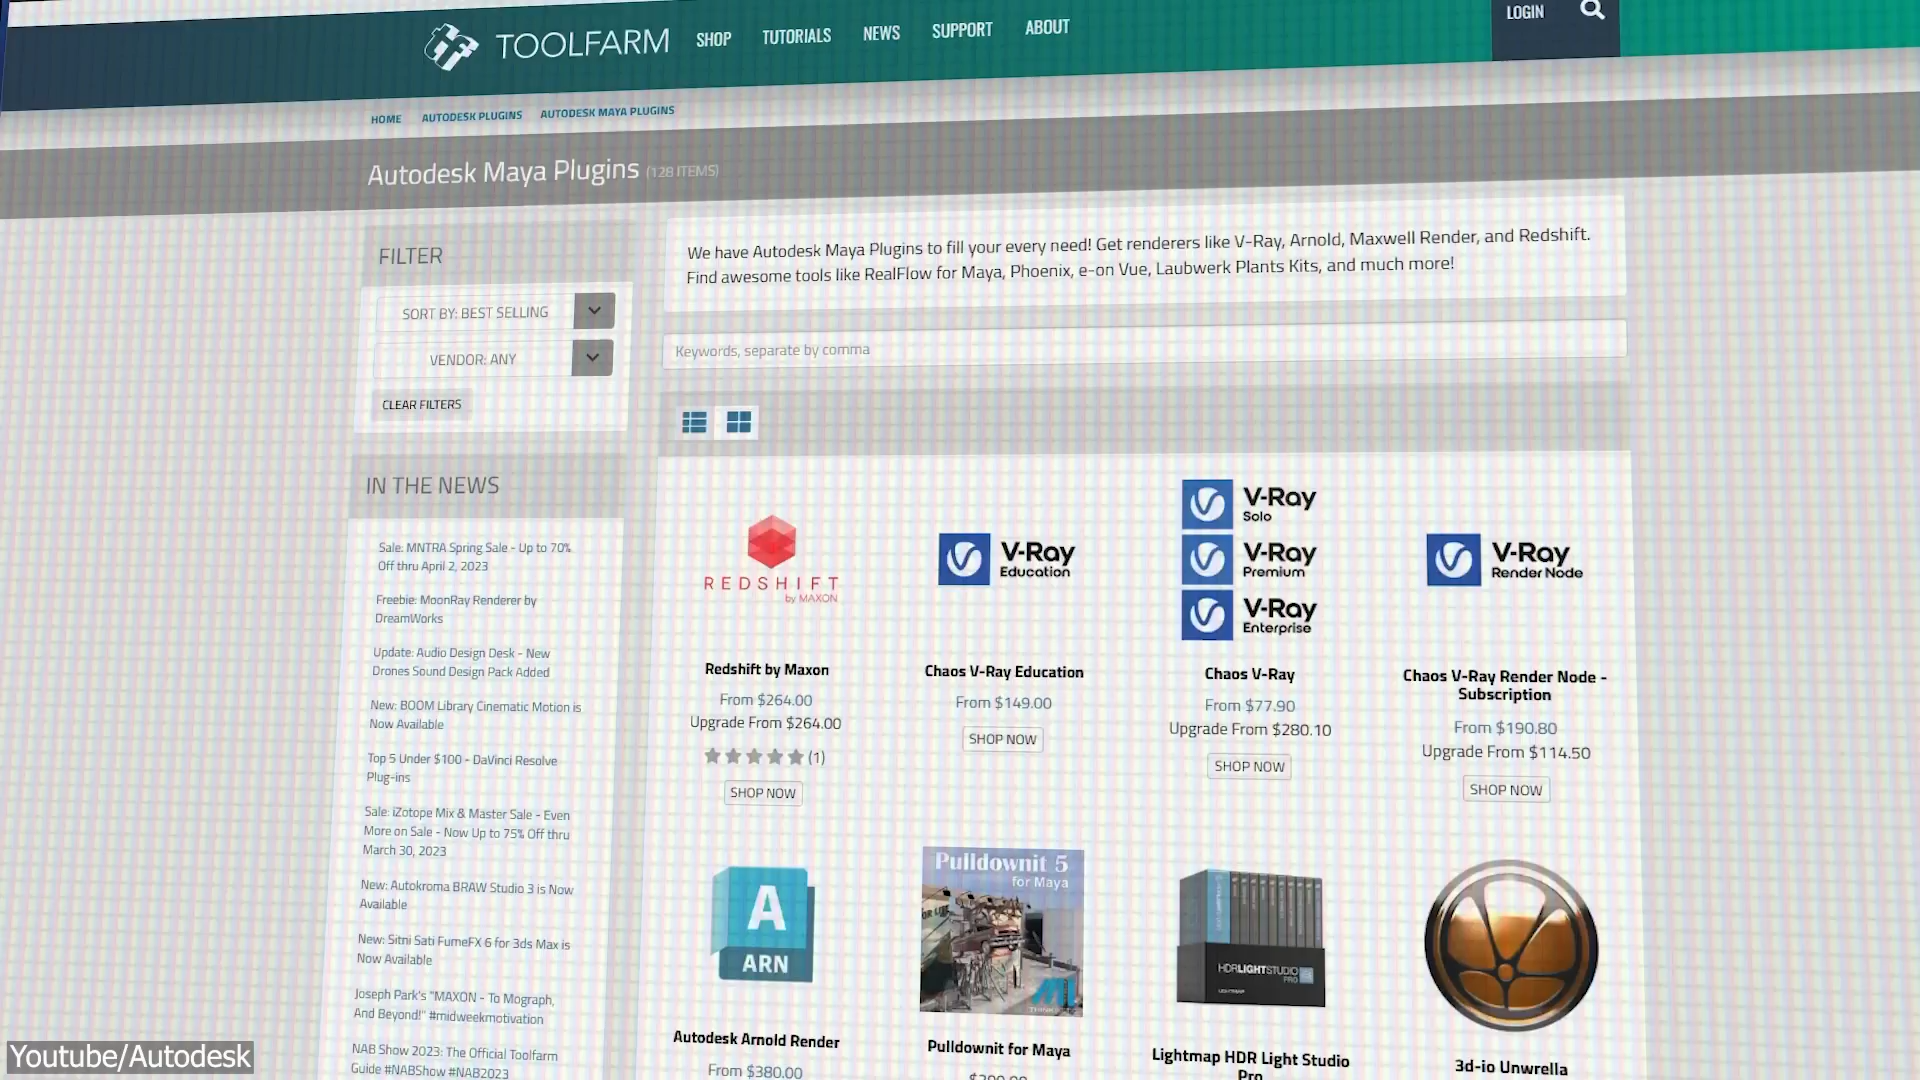 TOOLFARM
SHOP
TUTORIALS
NEWS
SUPPORT
ABOUT
LOGIN
HOME
AUTODESK PLUGINS
AUTODESK MAYA PLUGINS
Autodesk Maya Plugins (128 ITEMS)
FILTER
SORT BY: BEST SELLING
VENDOR: ANY
CLEAR FILTERS
We have Autodesk Maya Plugins to fill your every need! Get renderers like V-Ray, Arnold, Maxwell Render, and Redshift.
Find awesome tools like RealFlow for Maya, Phoenix, e-on Vue, Laubwerk Plants Kits, and much more!
Keywords, separate by comma
IN THE NEWS
Sale: MNTRA Spring Sale - Up to 70%
Off thru April 2, 2023
Freebie: MoonRay Renderer by
DreamWorks
Update: Audio Design Desk - New
Drones Sound Design Pack Added
New: BOOM Library Cinematic Motion is
Now Available
Top 5 Under $100 - DaVinci Resolve
Plug-ins
Sale: iZotope Mix & Master Sale - Even
More on Sale - Now Up to 75% Off thru
March 30, 2023
New: Autokroma BRAW Studio 3 is Now
Available
New: Sitni Sati FumeFX 6 for 3ds Max is
Now Available
Joseph Park's "MAXON - To Mograph,
And Beyond!" #midweekmotivation
NAB Show 2023: The Official Toolfarm
Guide #NABShow #NAB2023
REDSHIFT
by MAXON
Redshift by Maxon
From $264.00
Upgrade From $264.00
(1)
SHOP NOW
V-Ray
Education
Chaos V-Ray Education
From $149.00
SHOP NOW
V-Ray
Solo
V-Ray
Premium
V-Ray
Enterprise
Chaos V-Ray
From $77.90
Upgrade From $280.10
SHOP NOW
V-Ray
Render Node
Chaos V-Ray Render Node -
Subscription
From $190.80
Upgrade From $114.50
SHOP NOW
A
ARN
Autodesk Arnold Render
From $380.00
Pulldownit 5
for Maya
Pulldownit for Maya
HDRLIGHTSTUDIO
PRO
Lightmap HDR Light Studio
Pro
3d-io Unwrella
Youtube/Autodesk